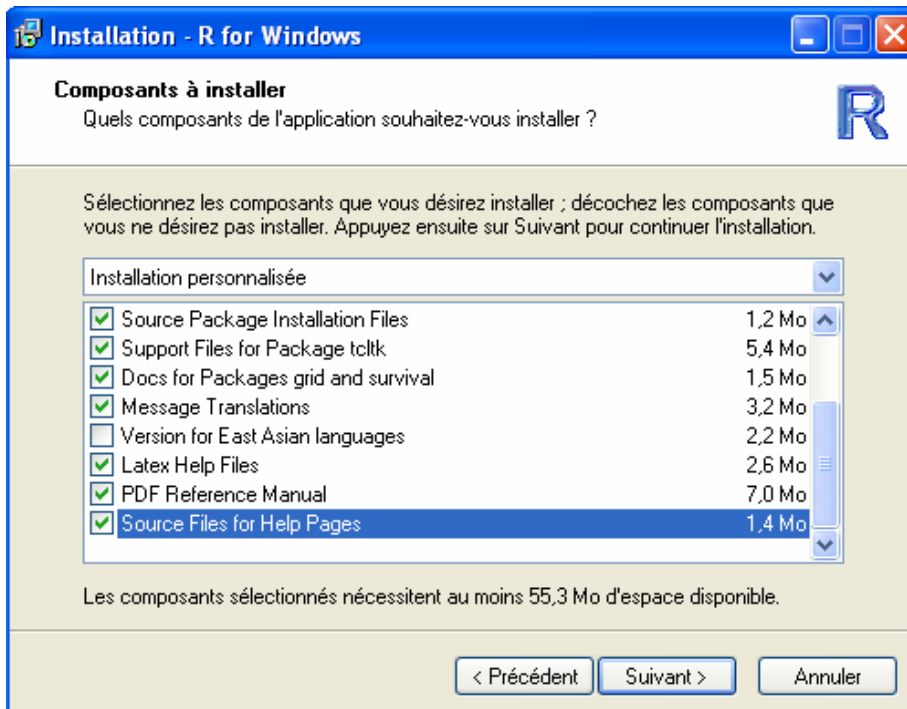 Installation - R for Windows
Composants à installer
Quels composants de l'application souhaitez-vous installer ?
R
Sélectionnez les composants que vous désirez installer ; décochez les composants que
vous ne désirez pas installer. Appuyez ensuite sur Suivant pour continuer l'installation.
Installation personnalisée
Source Package Installation Files 1,2 Mo
Support Files for Package tcltk 5,4 Mo
Docs for Packages grid and survival 1,5 Mo
Message Translations 3,2 Mo
Version for East Asian languages 2,2 Mo
Latex Help Files 2,6 Mo
PDF Reference Manual 7,0 Mo
Source Files for Help Pages 1,4 Mo
Les composants sélectionnés nécessitent au moins 55,3 Mo d'espace disponible.
< Précédent Suivant > Annuler